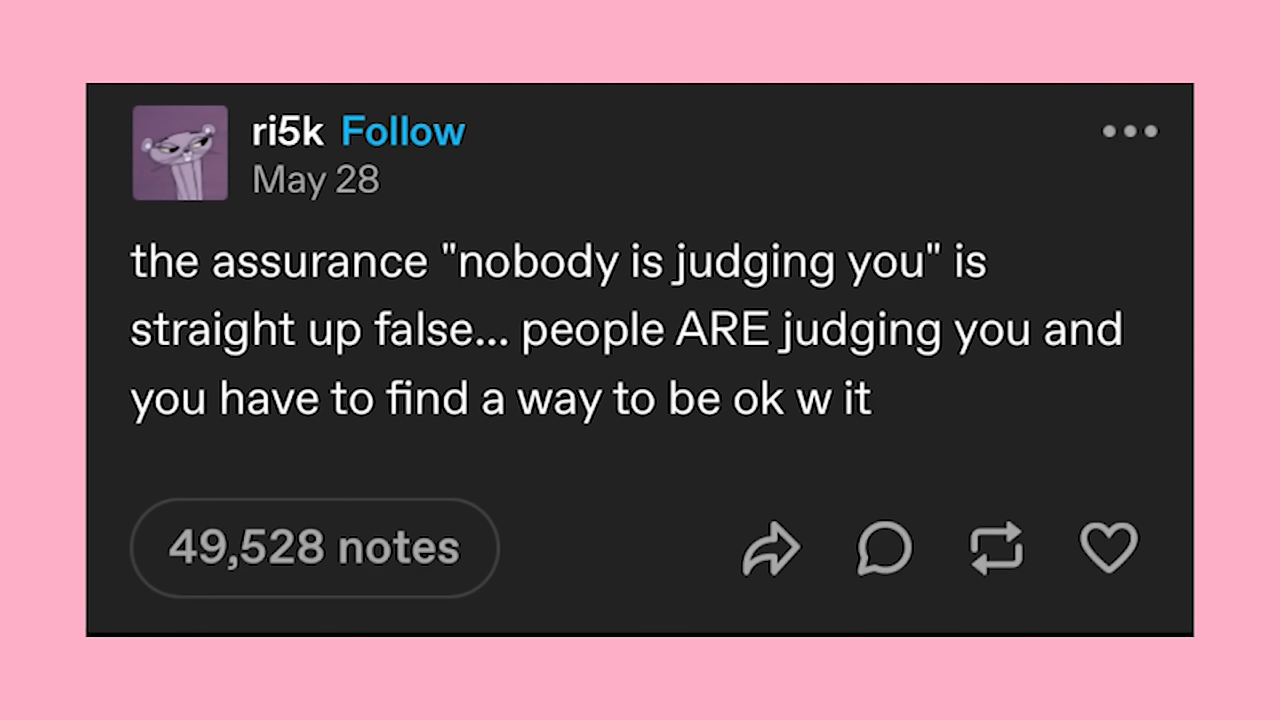 ri5k Follow
May 28
the assurance "nobody is judging you" is
straight up false... people ARE judging you and
you have to find a way to be ok w it
49,528 notes